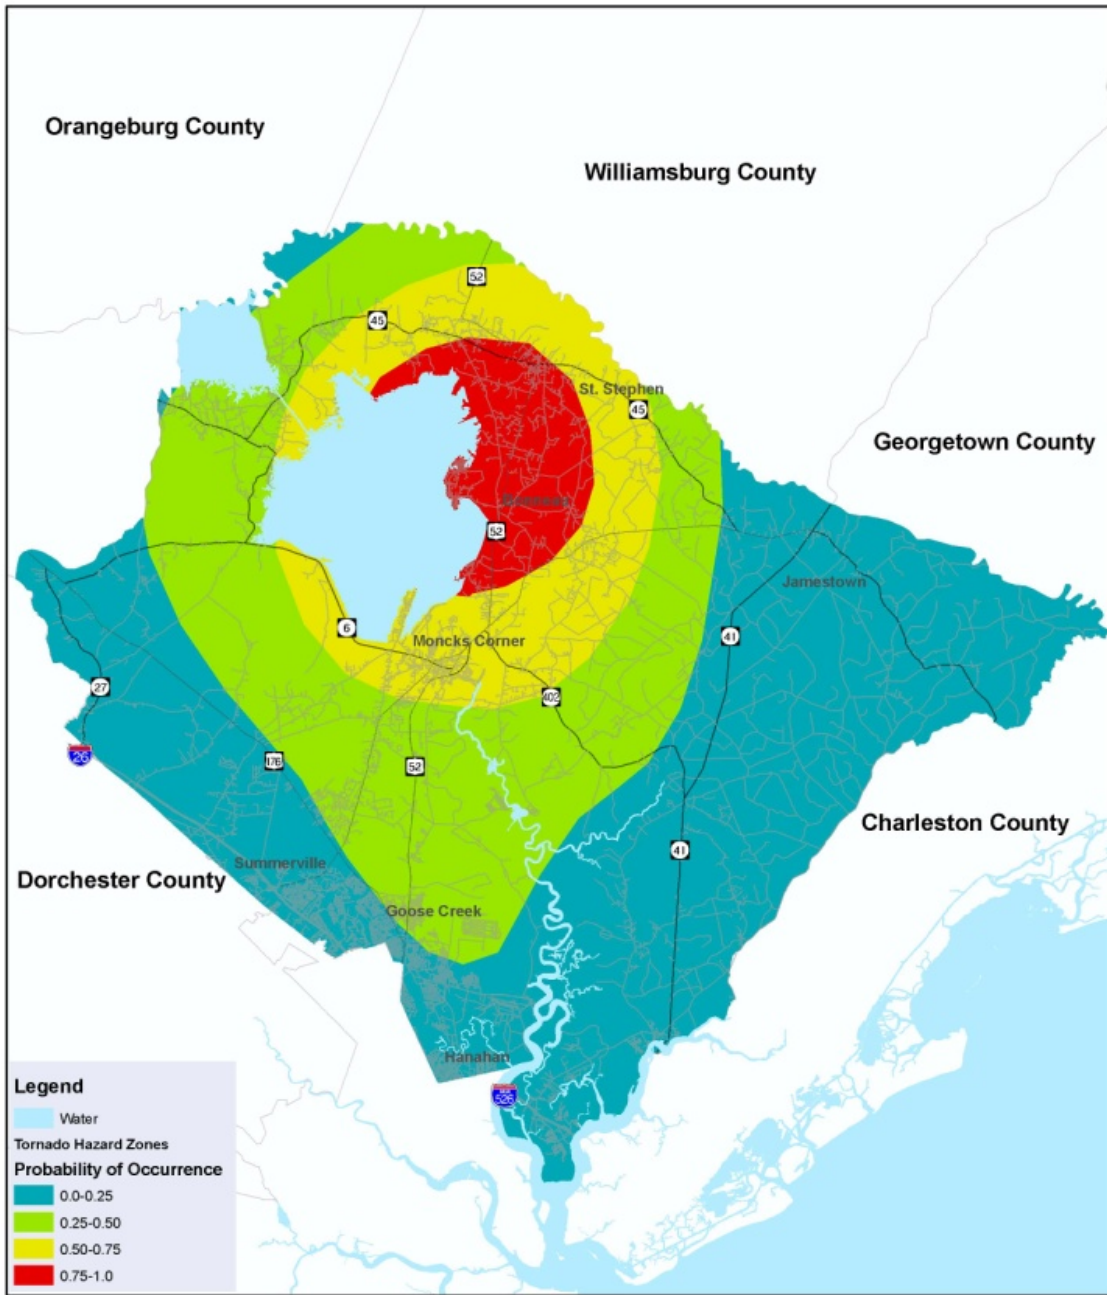 Orangeburg County
Williamsburg County
52
45
St. Stephen
45
Georgetown County
Bonneau
52
Jamestown
6
Moncks Corner
41
27
402
26
176
52
Charleston County
41
Summerville
Dorchester County
Goose Creek
Hanahan
526
Legend
Water
Tornado Hazard Zones
Probability of Occurrence
0.0-0.25
0.25-0.50
0.50-0.75
0.75-1.0